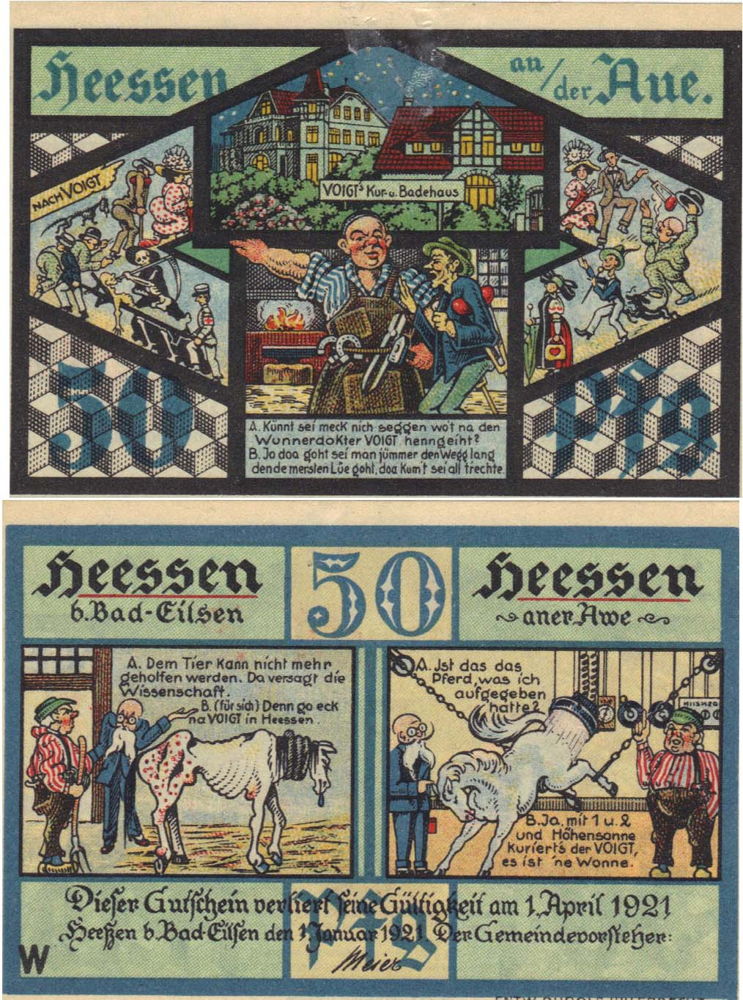 Heessen an/der Aue.
NACH VOIGT
VOIGT's Kur- u. Badehaus
50 Pfg
A. Künnt sei meck nich seggen wo't na den
Wunnerdokter VOIGT henngeiht?
B. Jo doa goht sei man jümmer den Wegg lang
den de mersten Lüe goht, doa kum't sei all trechte.
Heessen
b. Bad-Eilsen
50
Heessen
aner Awe
A. Dem Tier kann nicht mehr
geholfen werden. Da versagt die
Wissenschaft.
B. (für sich) Denn go eck
na VOIGT in Heessen.
A. Jst das das
Pferd, was ich
aufgegeben
hatte?
B. Ja, mit 1 u. 2
und Höhensonne
kuriert's der VOIGT,
es ist 'ne Wonne.
Dieser Gutschein verliert seine Gültigkeit am 1. April 1921
Heeßen b. Bad-Eilsen den 1. Januar 1921. Der Gemeindevorsteher:
Pfg
W
Meier